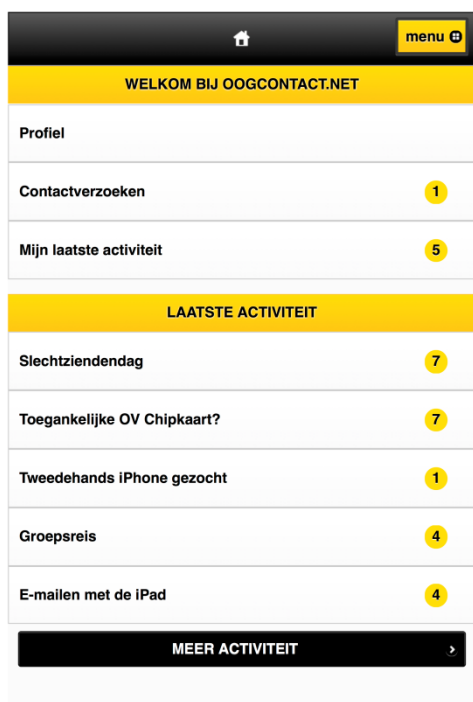 menu
WELKOM BIJ OOGCONTACT.NET
Profiel
Contactverzoeken 1
Mijn laatste activiteit 5
LAATSTE ACTIVITEIT
Slechtziendendag 7
Toegankelijke OV Chipkaart? 7
Tweedehands iPhone gezocht 1
Groepsreis 4
E-mailen met de iPad 4
MEER ACTIVITEIT